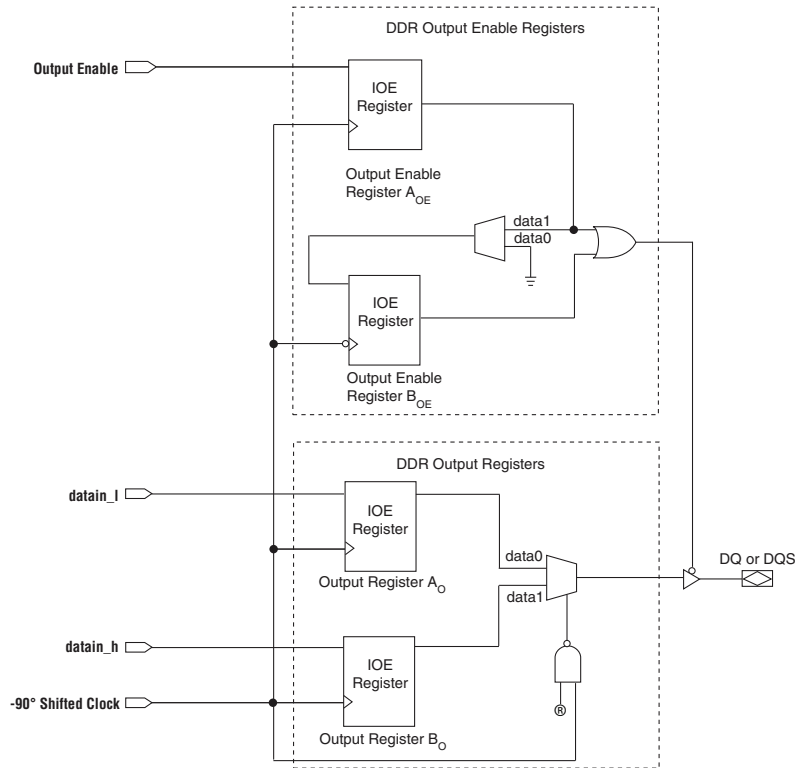 DDR Output Enable Registers
Output Enable
IOE
Register
Output Enable
Register A_OE
data1
data0
IOE
Register
Output Enable
Register B_OE
DDR Output Registers
datain_l
IOE
Register
data0
DQ or DQS
Output Register A_O
data1
datain_h
IOE
Register
-90° Shifted Clock
R
Output Register B_O